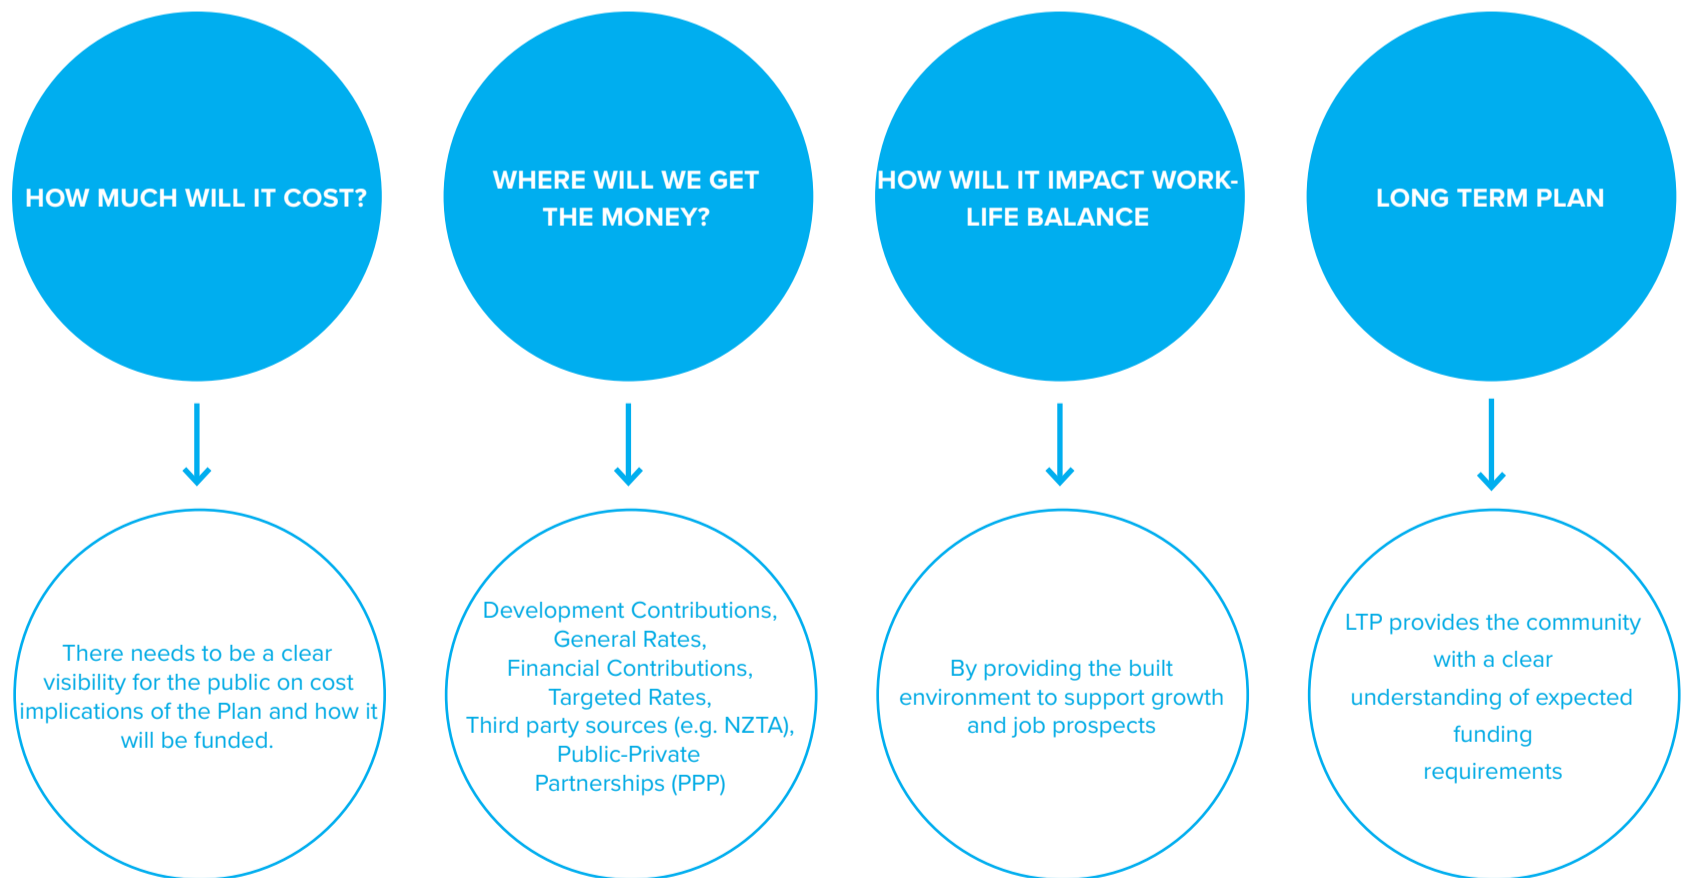 HOW MUCH WILL IT COST?
WHERE WILL WE GET
THE MONEY?
HOW WILL IT IMPACT WORK-
LIFE BALANCE
LONG TERM PLAN
There needs to be a clear
visibility for the public on cost
implications of the Plan and how it
will be funded.
Development Contributions,
General Rates,
Financial Contributions,
Targeted Rates,
Third party sources (e.g. NZTA),
Public-Private
Partnerships (PPP)
By providing the built
environment to support growth
and job prospects
LTP provides the community
with a clear
understanding of expected
funding
requirements